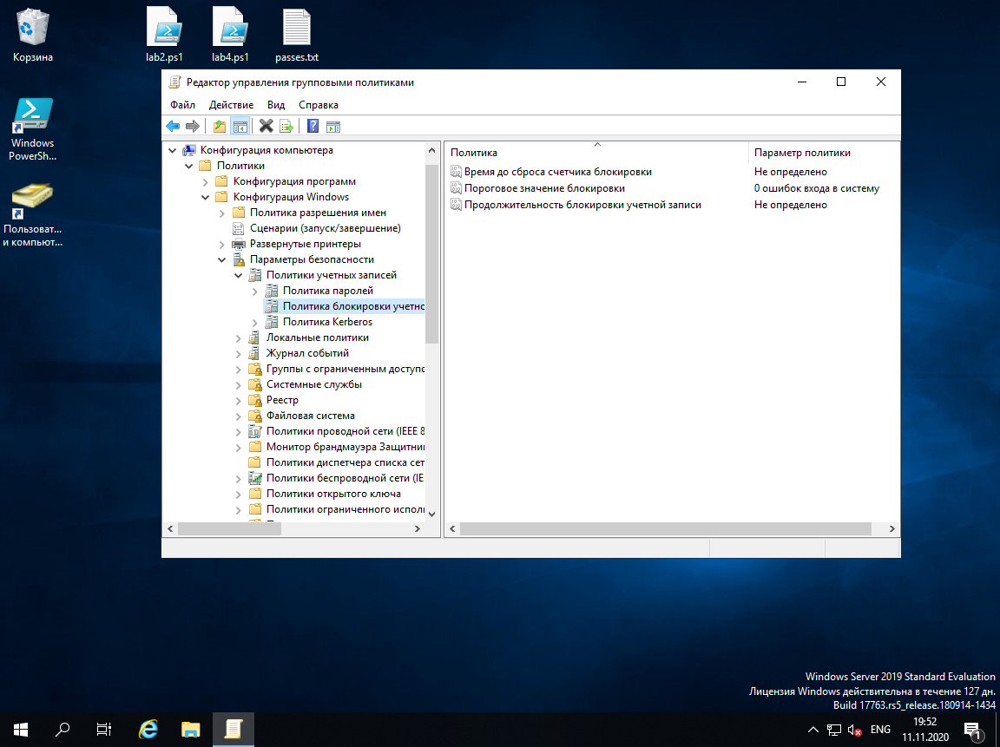 Корзина
lab2.ps1
lab4.ps1
passes.txt
Windows
PowerSh...
Пользоват...
и компьют...
Редактор управления групповыми политиками
Файл Действие Вид Справка
Конфигурация компьютера
Политики
Конфигурация программ
Конфигурация Windows
Политика разрешения имен
Сценарии (запуск/завершение)
Развернутые принтеры
Параметры безопасности
Политики учетных записей
Политика паролей
Политика блокировки учетно
Политика Kerberos
Локальные политики
Журнал событий
Группы с ограниченным доступо
Системные службы
Реестр
Файловая система
Политики проводной сети (IEEE 8
Монитор брандмауэра Защитни
Политики диспетчера списка сет
Политики беспроводной сети (IE
Политики открытого ключа
Политики ограниченного исполь
Политика Параметр политики
Время до сброса счетчика блокировки Не определено
Пороговое значение блокировки 0 ошибок входа в систему
Продолжительность блокировки учетной записи Не определено
Windows Server 2019 Standard Evaluation
Лицензия Windows действительна в течение 127 дн.
Build 17763.rs5_release.180914-1434
ENG
19:52
11.11.2020
1